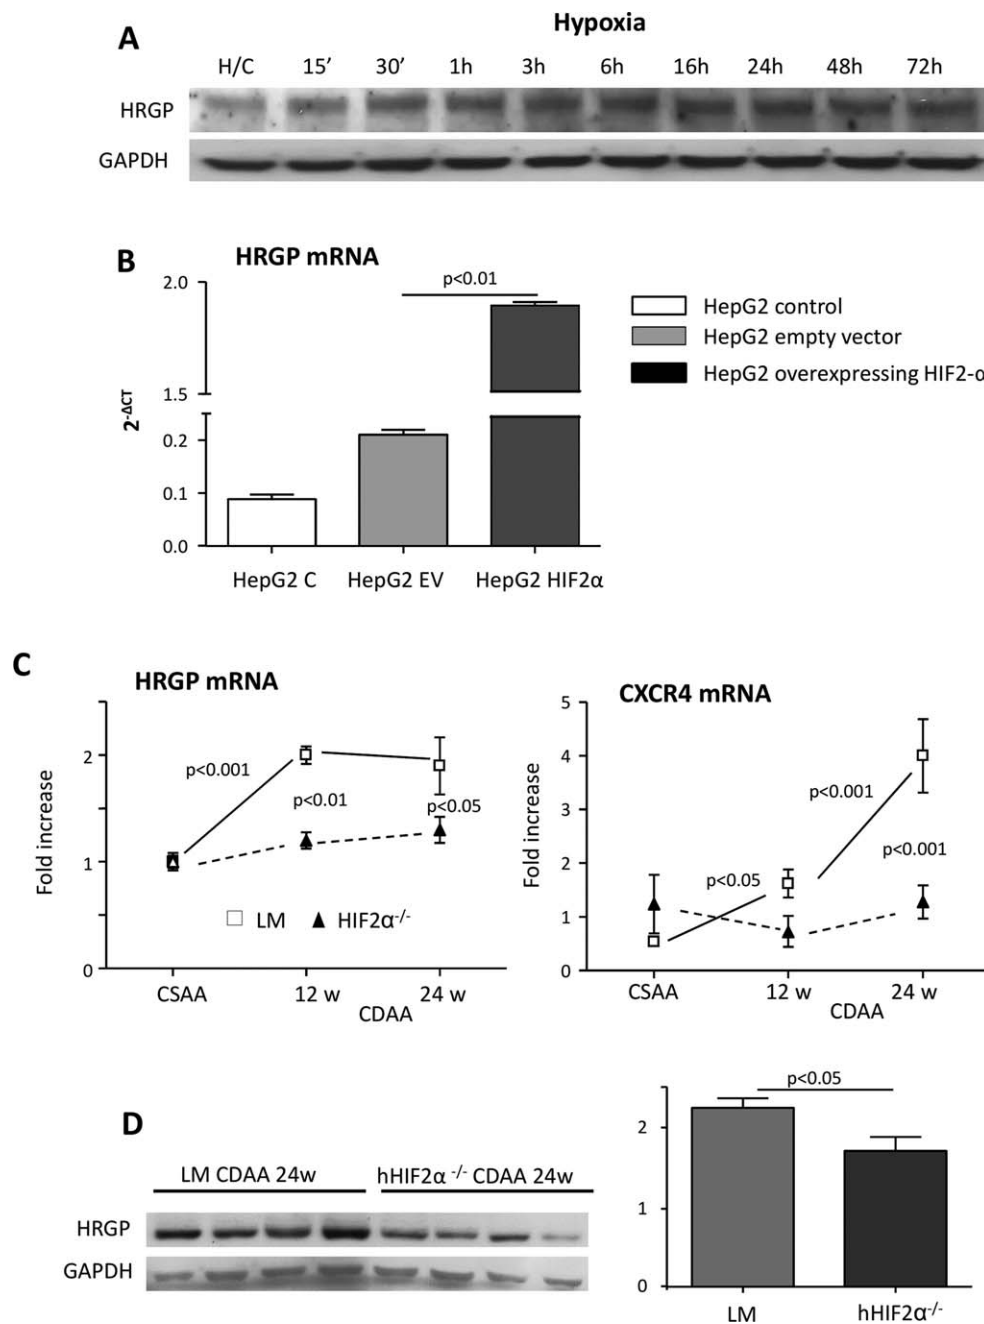 Hypoxia
A
H/C 15’ 30’ 1h 3h 6h 16h 24h 48h 72h
HRGP
GAPDH
B
HRGP mRNA
2.0
1.5
0.2
0.1
0.0
2-ΔCT
p<0.01
HepG2 control
HepG2 empty vector
HepG2 overexpressing HIF2-α
HepG2 C HepG2 EV HepG2 HIF2α
C
HRGP mRNA
Fold increase
2
1
0
p<0.001
p<0.01
p<0.05
LM HIF2α-/-
CSAA 12 w 24 w
CDAA
CXCR4 mRNA
Fold increase
5
4
3
2
1
0
p<0.001
p<0.001
p<0.05
CSAA 12 w 24 w
CDAA
D
LM CDAA 24w hHIF2α -/- CDAA 24w
HRGP
GAPDH
p<0.05
2
1
0
LM hHIF2α-/-